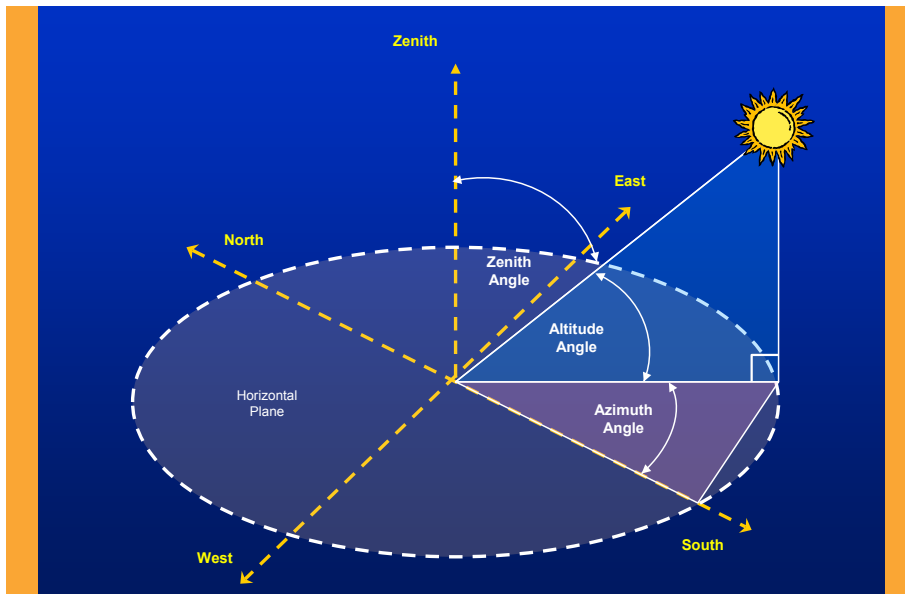 Zenith
East
North
Zenith
Angle
Altitude
Angle
Horizontal
Plane
Azimuth
Angle
South
West